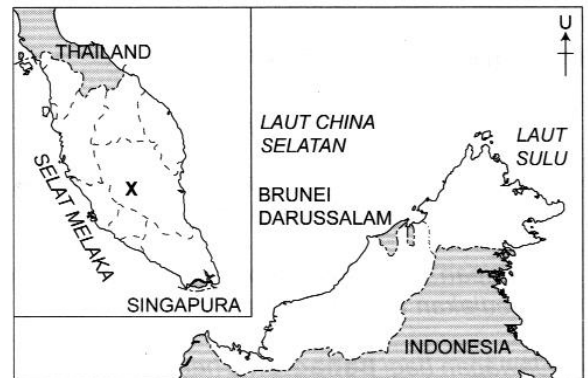 U
THAILAND
LAUT CHINA
SELATAN
LAUT
SULU
SELAT MELAKA
X
BRUNEI
DARUSSALAM
SINGAPURA
INDONESIA